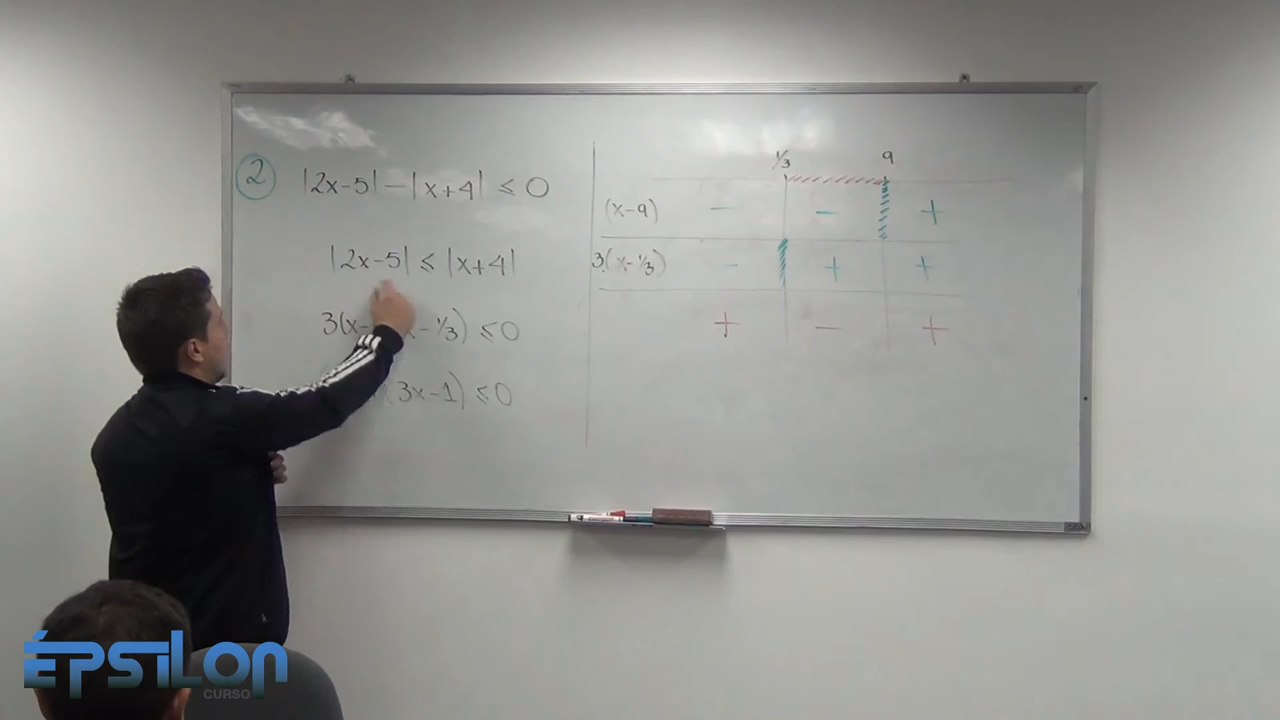 2
|2x-5| - |x+4| ≤ 0
|2x-5| ≤ |x+4|
3(x- - 1/3) ≤ 0
(3x-1) ≤ 0
1/3 9
(x-9) - - +
3(x-1/3) - + +
+ - +
ÉPSILON
CURSO